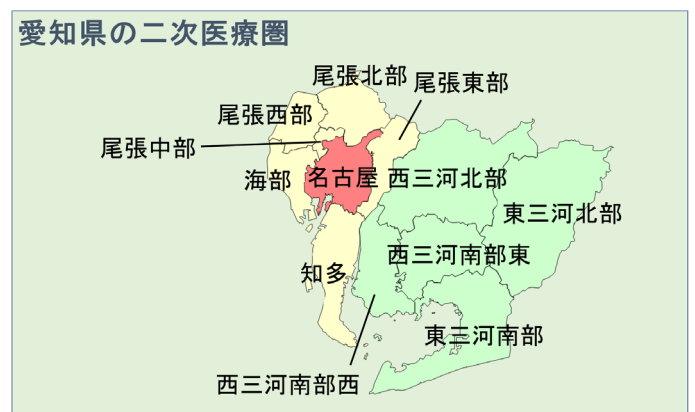 愛知県の二次医療圏
尾張北部
尾張東部
尾張西部
尾張中部
海部
名古屋
西三河北部
東三河北部
西三河南部東
知多
東三河南部
西三河南部西